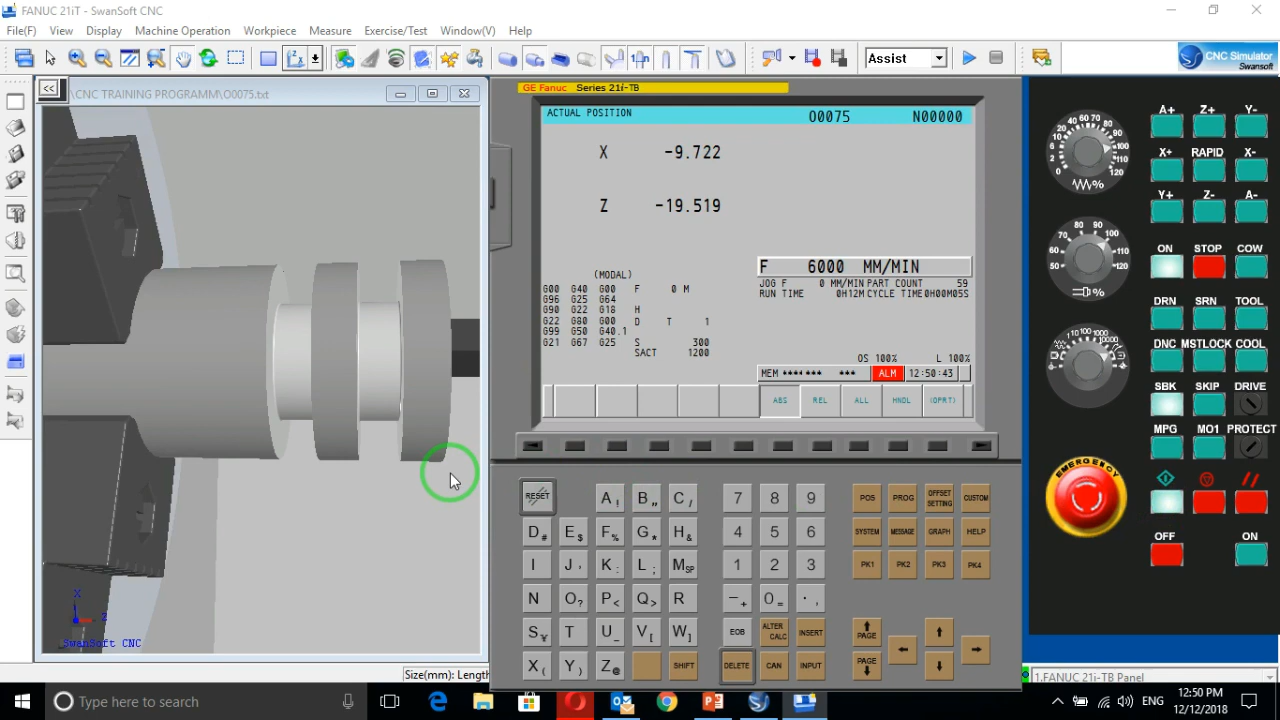 FANUC 21iT - SwanSoft CNC
File(F) View Display Machine Operation Workpiece Measure Exercise/Test Window(V) Help
Assist
CNC Simulator
Swansoft
<<
\CNC TRAINING PROGRAMM\O0075.txt
GE Fanuc Series 21i-TB
ACTUAL POSITION O0075 N00000
X -9.722
Z -19.519
F 6000 MM/MIN
(MODAL)
JOG F 0 MM/MIN PART COUNT 59
RUN TIME 0H12M CYCLE TIME 0H00M05S
G00 G40 G00 F 0 M
G96 G25 G64
G90 G22 G18 H
G22 G80 G00 D T 1
G99 G50 G40.1
G21 G67 G25 S 300
SACT 1200
OS 100% L 100%
MEM **** *** *** ALM 12:50:43
ABS REL ALL HNDL (OPRT)
RESET A! B„ C/ 7 8 9 POS PROG OFFSET SETTING CUSTOM
D# E$ F% G* H& 4 5 6 SYSTEM MESSAGE GRAPH HELP
I J, K: L; MSP 1 2 3 PK1 PK2 PK3 PK4
N O? P< Q> R -+ 0= .,
S¥ T U_ V[ W] EOB ALTER CALC INSERT PAGE
X( Y) Z@ SHIFT DELETE CAN INPUT PAGE
A+ Z+ Y-
X+ RAPID X-
Y+ Z- A-
ON STOP COW
DRN SRN TOOL
DNC MSTLOCK COOL
SBK SKIP DRIVE
MPG MO1 PROTECT
EMERGENCY
OFF ON
X
Z
SwanSoft CNC
Size(mm): Length
1.FANUC 21i-TB Panel
Type here to search
ENG
12:50 PM
12/12/2018